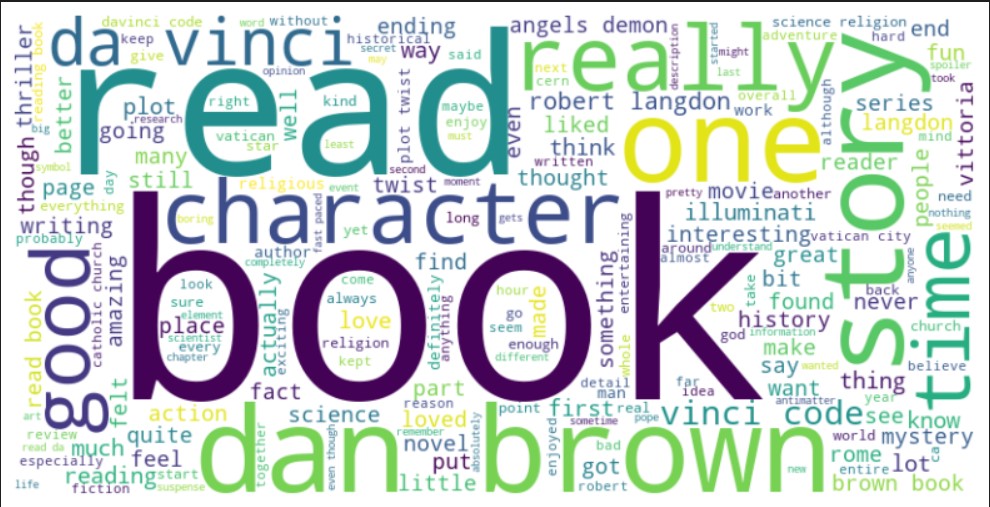 da vinci
read
really
one
story
character
book
good
time
dan brown
davinci code
keep
give
word
without
historical
secret
may
ending
way
said
angels demon
description
started
might
last
adventure
science religion
hard
end
fun
spoiler
took
reading book
thriller
though
big
better
plot
research
going
opinion
right
kind
vatican
star
least
well
plot twist
maybe
enjoy
must
even
next
cern
robert langdon
overall
work
although
series
langdon
mind
vittoria
liked
think
written
thought
reader
people
symbol
page
day
many
still
everything
writing
probably
religious
event
twist
second
moment
boring
fast paced
yet
long
gets
pretty
movie
another
illuminati
interesting
vatican city
need
nothing
seemed
author
completely
find
around
understand
almost
great
bit
take
anyone
catholic church
amazing
look
sure
element
place
scientist
every
chapter
actually
exciting
come
always
love
religion
kept
definitely
anything
hour
go
seem
made
enough
different
something
entertaining
whole
two
found
back
never
history
god
information
make
church
say
wanted
believe
read book
felt
fact
part
reason
detail
man
far
idea
want
thing
antimatter
year
art
action
science
loved
remember
point
first
real
sometime
pope
vinci code
see
know
review
read da
much
quite
especially
feel
reading
start
life
fiction
suspense
together
even though
novel
put
absolutely
little
enjoyed
bad
got
robert
new
world
mystery
rome
ca
entire
lot
brown book